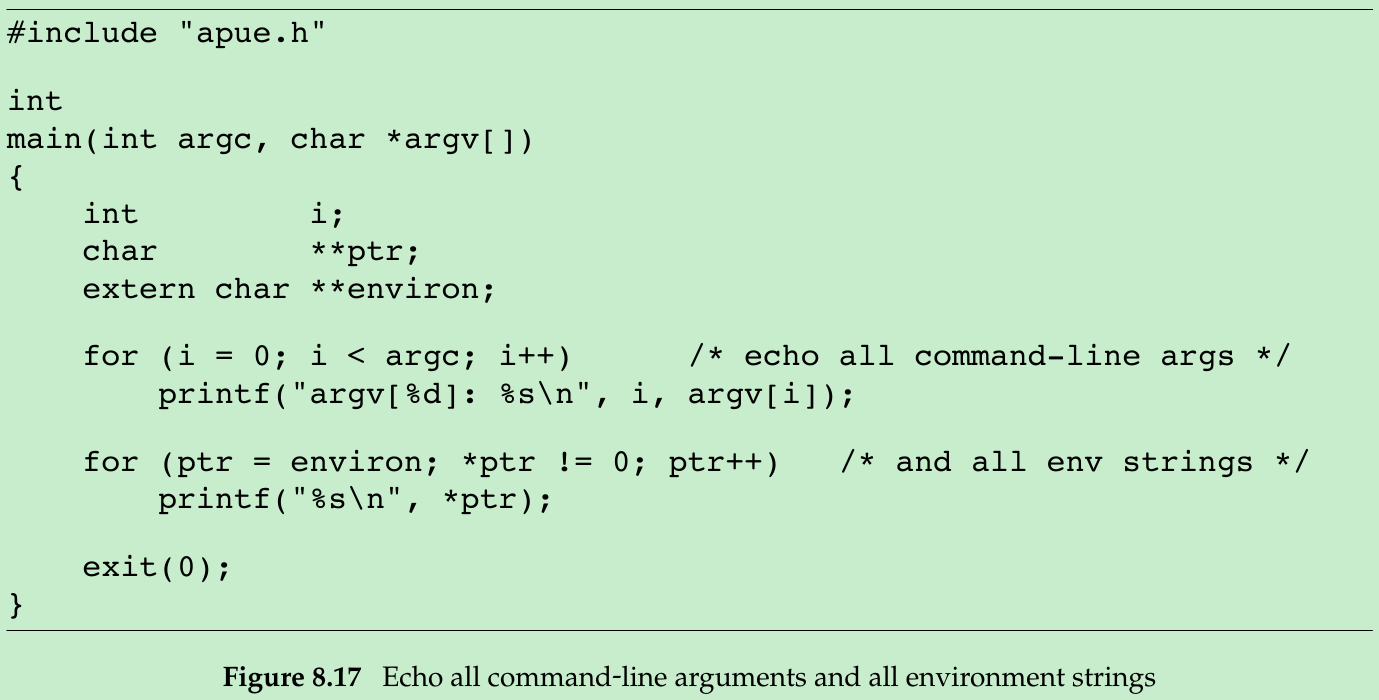 #include "apue.h"
int
main(int argc, char *argv[])
{
    int         i;
    char        **ptr;
    extern char **environ;
    for (i = 0; i < argc; i++)      /* echo all command-line args */
        printf("argv[%d]: %s\n", i, argv[i]);
    for (ptr = environ; *ptr != 0; ptr++)   /* and all env strings */
        printf("%s\n", *ptr);
    exit(0);
}
Figure 8.17 Echo all command-line arguments and all environment strings